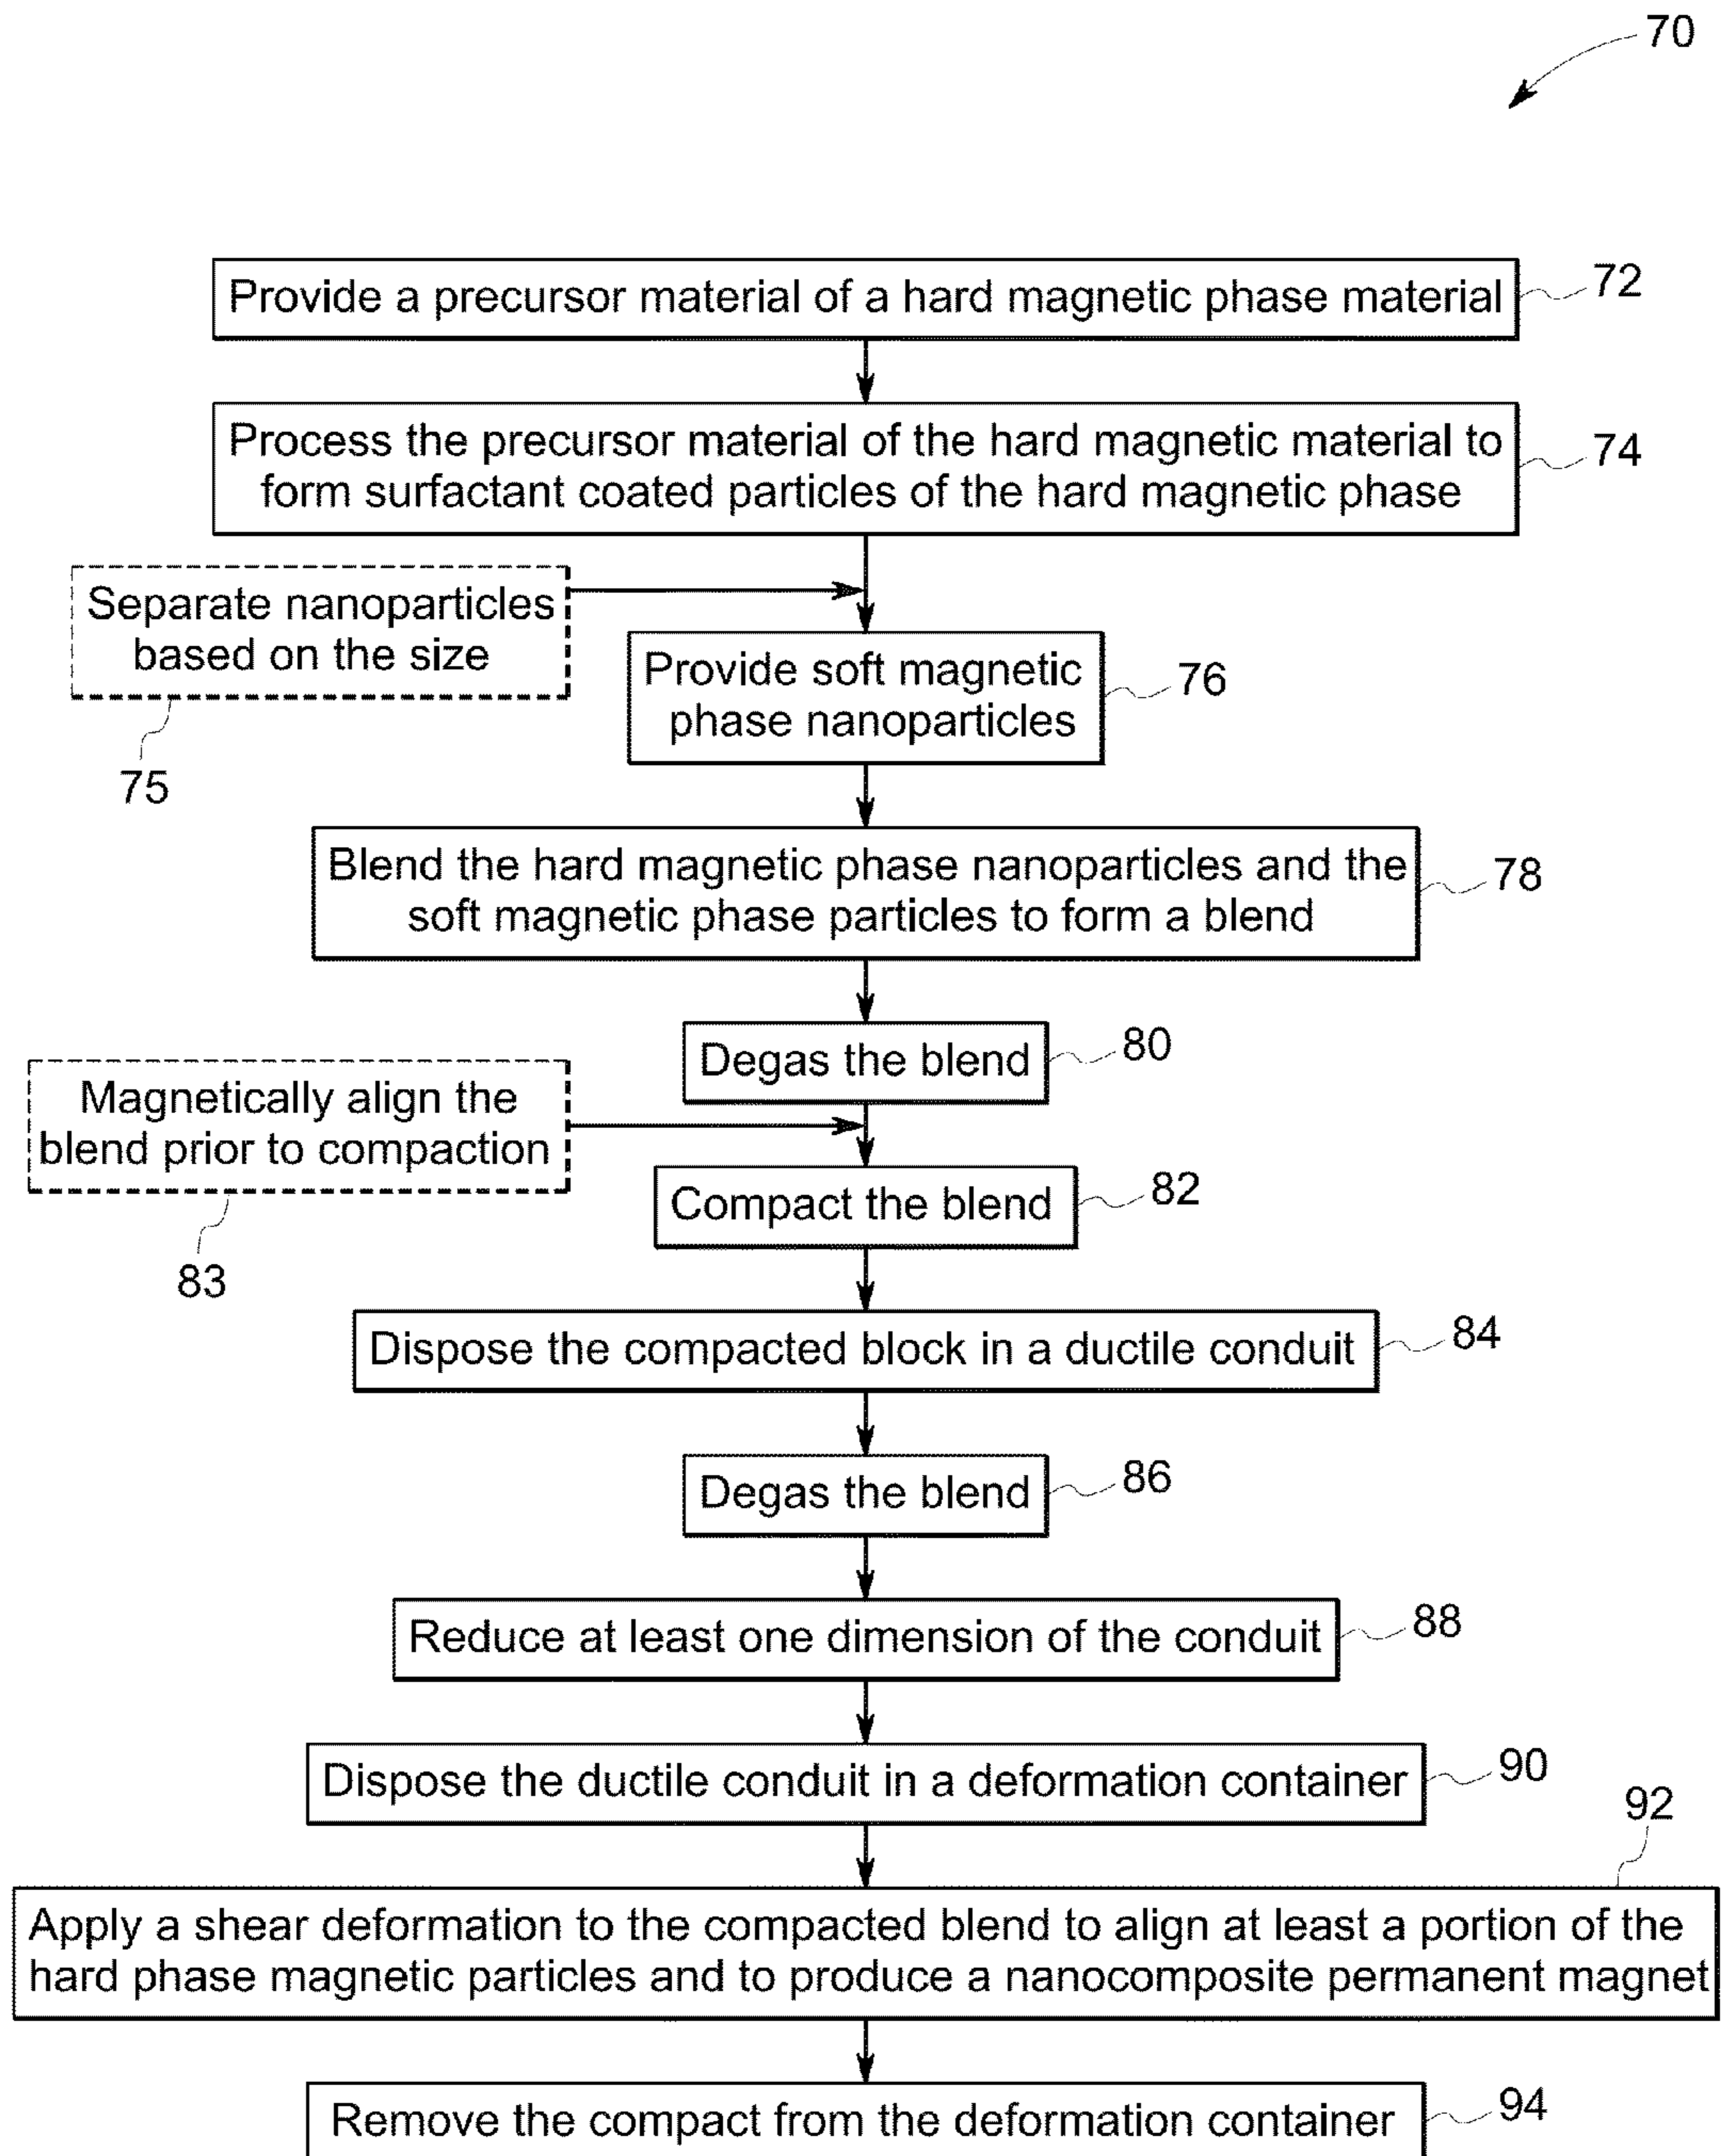 70
Provide a precursor material of a hard magnetic phase material
72
Process the precursor material of the hard magnetic material to
form surfactant coated particles of the hard magnetic phase
74
Separate nanoparticles
based on the size
75
Provide soft magnetic
phase nanoparticles
76
Blend the hard magnetic phase nanoparticles and the
soft magnetic phase particles to form a blend
78
Degas the blend
80
Magnetically align the
blend prior to compaction
83
Compact the blend
82
Dispose the compacted block in a ductile conduit
84
Degas the blend
86
Reduce at least one dimension of the conduit
88
Dispose the ductile conduit in a deformation container
90
92
Apply a shear deformation to the compacted blend to align at least a portion of the
hard phase magnetic particles and to produce a nanocomposite permanent magnet
Remove the compact from the deformation container
94